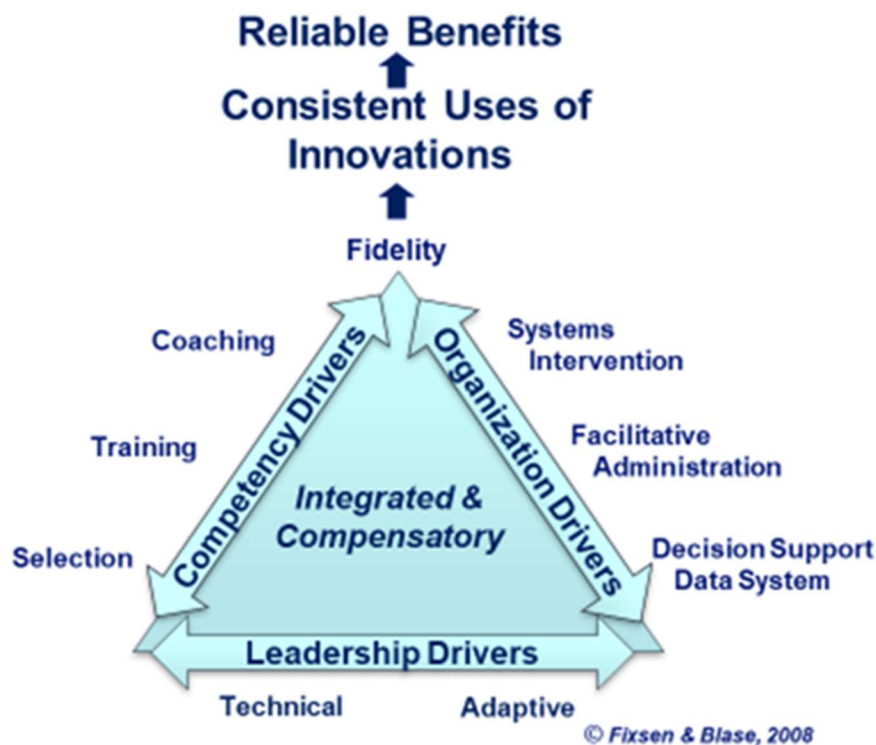 Reliable Benefits
Consistent Uses of
Innovations
Fidelity
Coaching
Training
Selection
Competency Drivers
Integrated &
Compensatory
Organization Drivers
Systems
Intervention
Facilitative
Administration
Decision Support
Data System
Leadership Drivers
Technical
Adaptive
© Fixsen & Blase, 2008